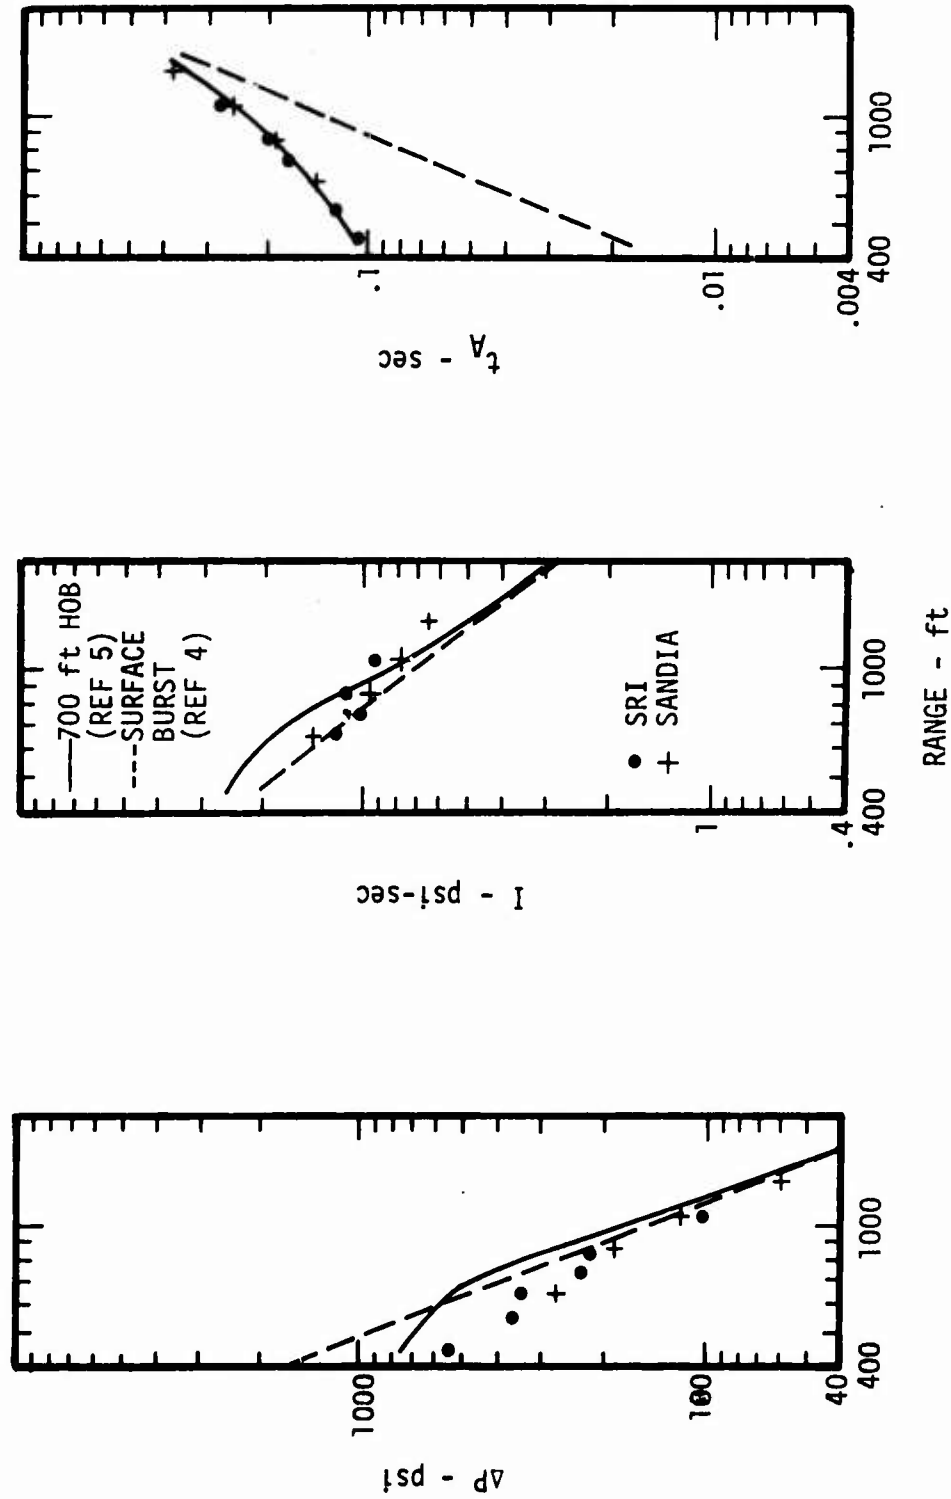 ΔP - psi
1000
100
40
400
1000
I - psi-sec
1
.4
400
1000
700 ft HOB
(REF 5)
SURFACE
BURST
(REF 4)
SRI
SANDIA
RANGE - ft
tA - sec
.1
.01
.004
400
1000